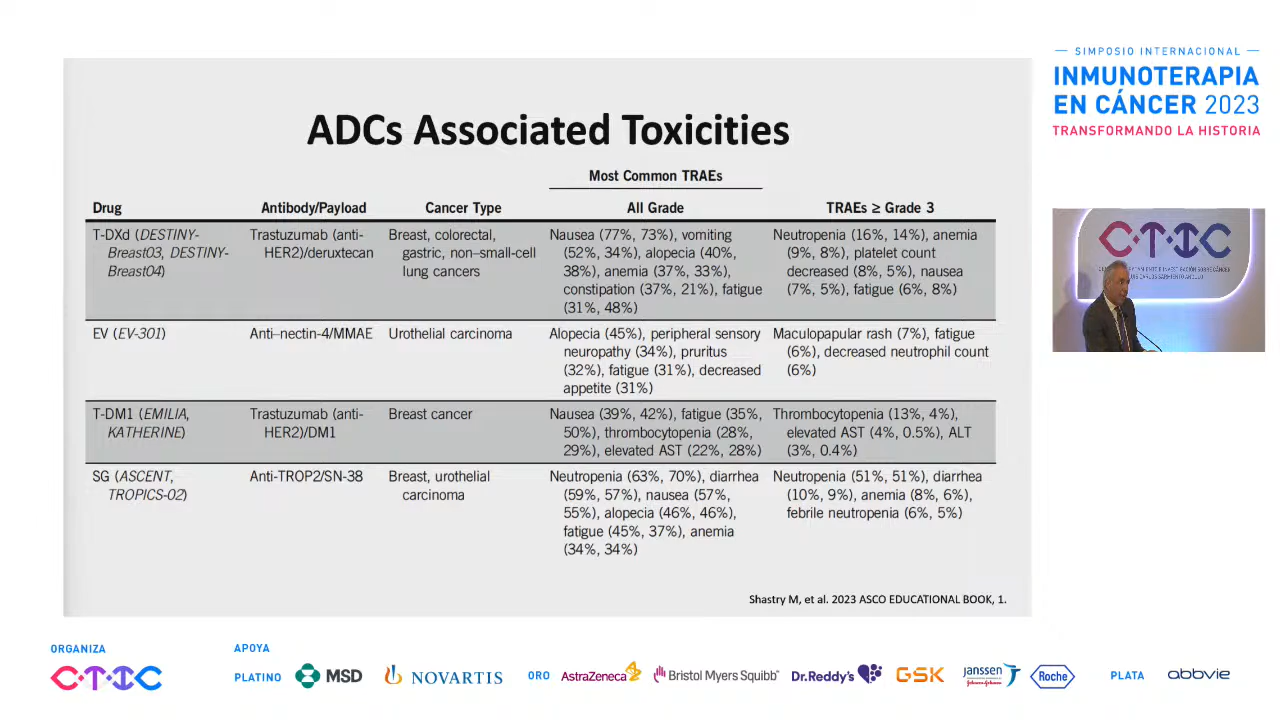 SIMPOSIO INTERNACIONAL
INMUNOTERAPIA
EN CÁNCER 2023
TRANSFORMANDO LA HISTORIA
ADCs Associated Toxicities
Most Common TRAEs
Drug Antibody/Payload Cancer Type All Grade TRAEs ≥ Grade 3
T-DXd (DESTINY-
Breast03, DESTINY-
Breast04)
Trastuzumab (anti-
HER2)/deruxtecan
Breast, colorectal,
gastric, non–small-cell
lung cancers
Nausea (77%, 73%), vomiting
(52%, 34%), alopecia (40%,
38%), anemia (37%, 33%),
constipation (37%, 21%), fatigue
(31%, 48%)
Neutropenia (16%, 14%), anemia
(9%, 8%), platelet count
decreased (8%, 5%), nausea
(7%, 5%), fatigue (6%, 8%)
EV (EV-301)
Anti–nectin-4/MMAE
Urothelial carcinoma
Alopecia (45%), peripheral sensory
neuropathy (34%), pruritus
(32%), fatigue (31%), decreased
appetite (31%)
Maculopapular rash (7%), fatigue
(6%), decreased neutrophil count
(6%)
T-DM1 (EMILIA,
KATHERINE)
Trastuzumab (anti-
HER2)/DM1
Breast cancer
Nausea (39%, 42%), fatigue (35%,
50%), thrombocytopenia (28%,
29%), elevated AST (22%, 28%)
Thrombocytopenia (13%, 4%),
elevated AST (4%, 0.5%), ALT
(3%, 0.4%)
SG (ASCENT,
TROPICS-02)
Anti-TROP2/SN-38
Breast, urothelial
carcinoma
Neutropenia (63%, 70%), diarrhea
(59%, 57%), nausea (57%,
55%), alopecia (46%, 46%),
fatigue (45%, 37%), anemia
(34%, 34%)
Neutropenia (51%, 51%), diarrhea
(10%, 9%), anemia (8%, 6%),
febrile neutropenia (6%, 5%)
Shastry M, et al. 2023 ASCO EDUCATIONAL BOOK, 1.
CTIC
ORGANIZA
CTIC
APOYA
PLATINO MSD NOVARTIS ORO AstraZeneca Bristol Myers Squibb Dr.Reddy's GSK Janssen Roche PLATA abbvie